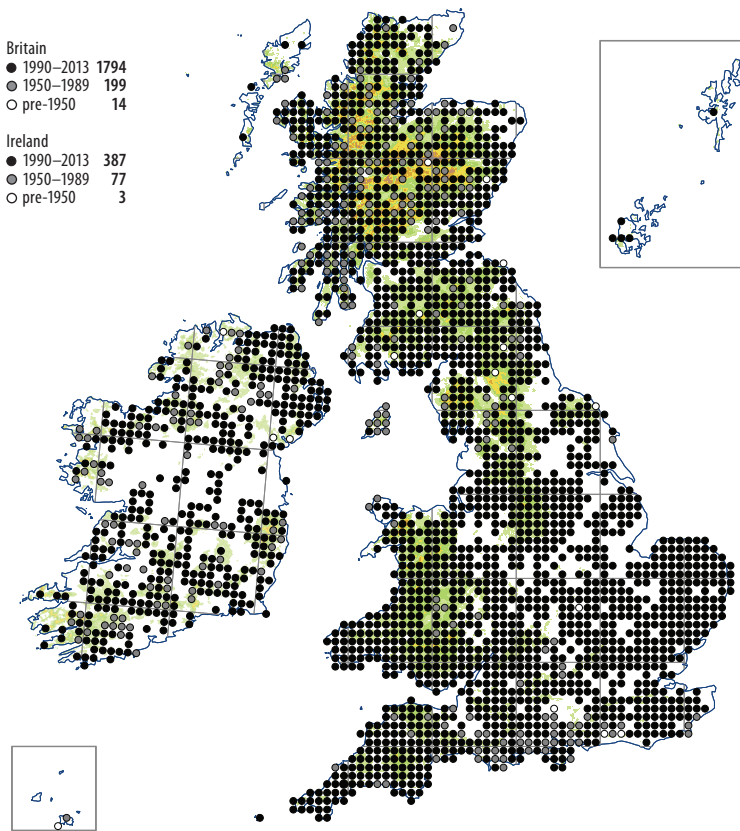 Britain
● 1990–2013 1794
● 1950–1989 199
○ pre-1950 14
Ireland
● 1990–2013 387
● 1950–1989 77
○ pre-1950 3